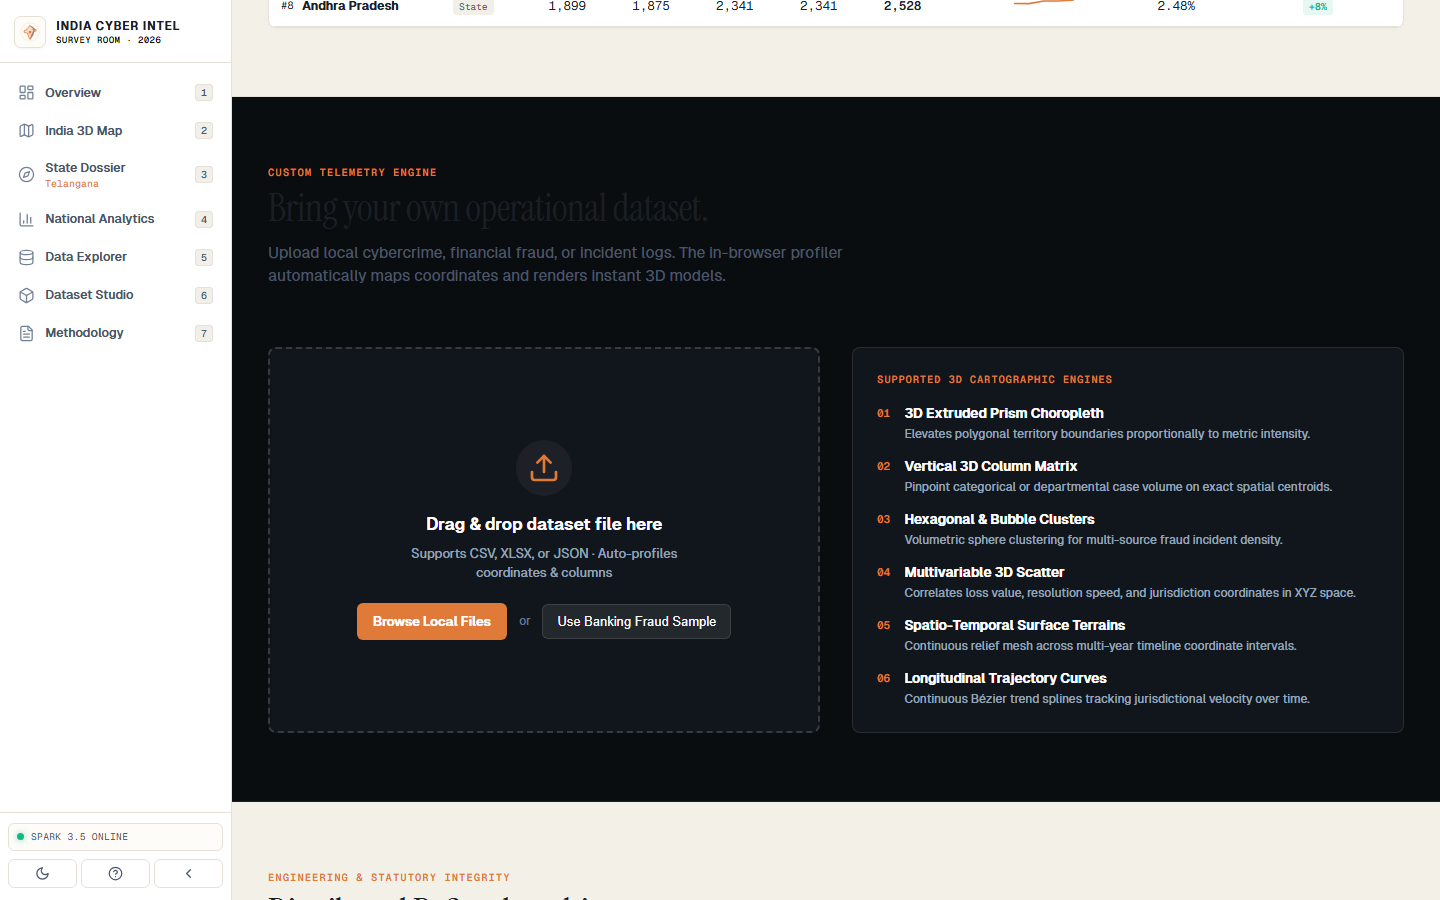 INDIA CYBER INTEL
SURVEY ROOM · 2026
Overview 1
India 3D Map 2
State Dossier 3
Telangana
National Analytics 4
Data Explorer 5
Dataset Studio 6
Methodology 7
SPARK 3.5 ONLINE
#8 Andhra Pradesh State 1,899 1,875 2,341 2,341 2,528 2.48% +8%
CUSTOM TELEMETRY ENGINE
Bring your own operational dataset.
Upload local cybercrime, financial fraud, or incident logs. The in-browser profiler
automatically maps coordinates and renders instant 3D models.
Drag & drop dataset file here
Supports CSV, XLSX, or JSON · Auto-profiles
coordinates & columns
Browse Local Files or Use Banking Fraud Sample
SUPPORTED 3D CARTOGRAPHIC ENGINES
01 3D Extruded Prism Choropleth
Elevates polygonal territory boundaries proportionally to metric intensity.
02 Vertical 3D Column Matrix
Pinpoint categorical or departmental case volume on exact spatial centroids.
03 Hexagonal & Bubble Clusters
Volumetric sphere clustering for multi-source fraud incident density.
04 Multivariable 3D Scatter
Correlates loss value, resolution speed, and jurisdiction coordinates in XYZ space.
05 Spatio-Temporal Surface Terrains
Continuous relief mesh across multi-year timeline coordinate intervals.
06 Longitudinal Trajectory Curves
Continuous Bézier trend splines tracking jurisdictional velocity over time.
ENGINEERING & STATUTORY INTEGRITY